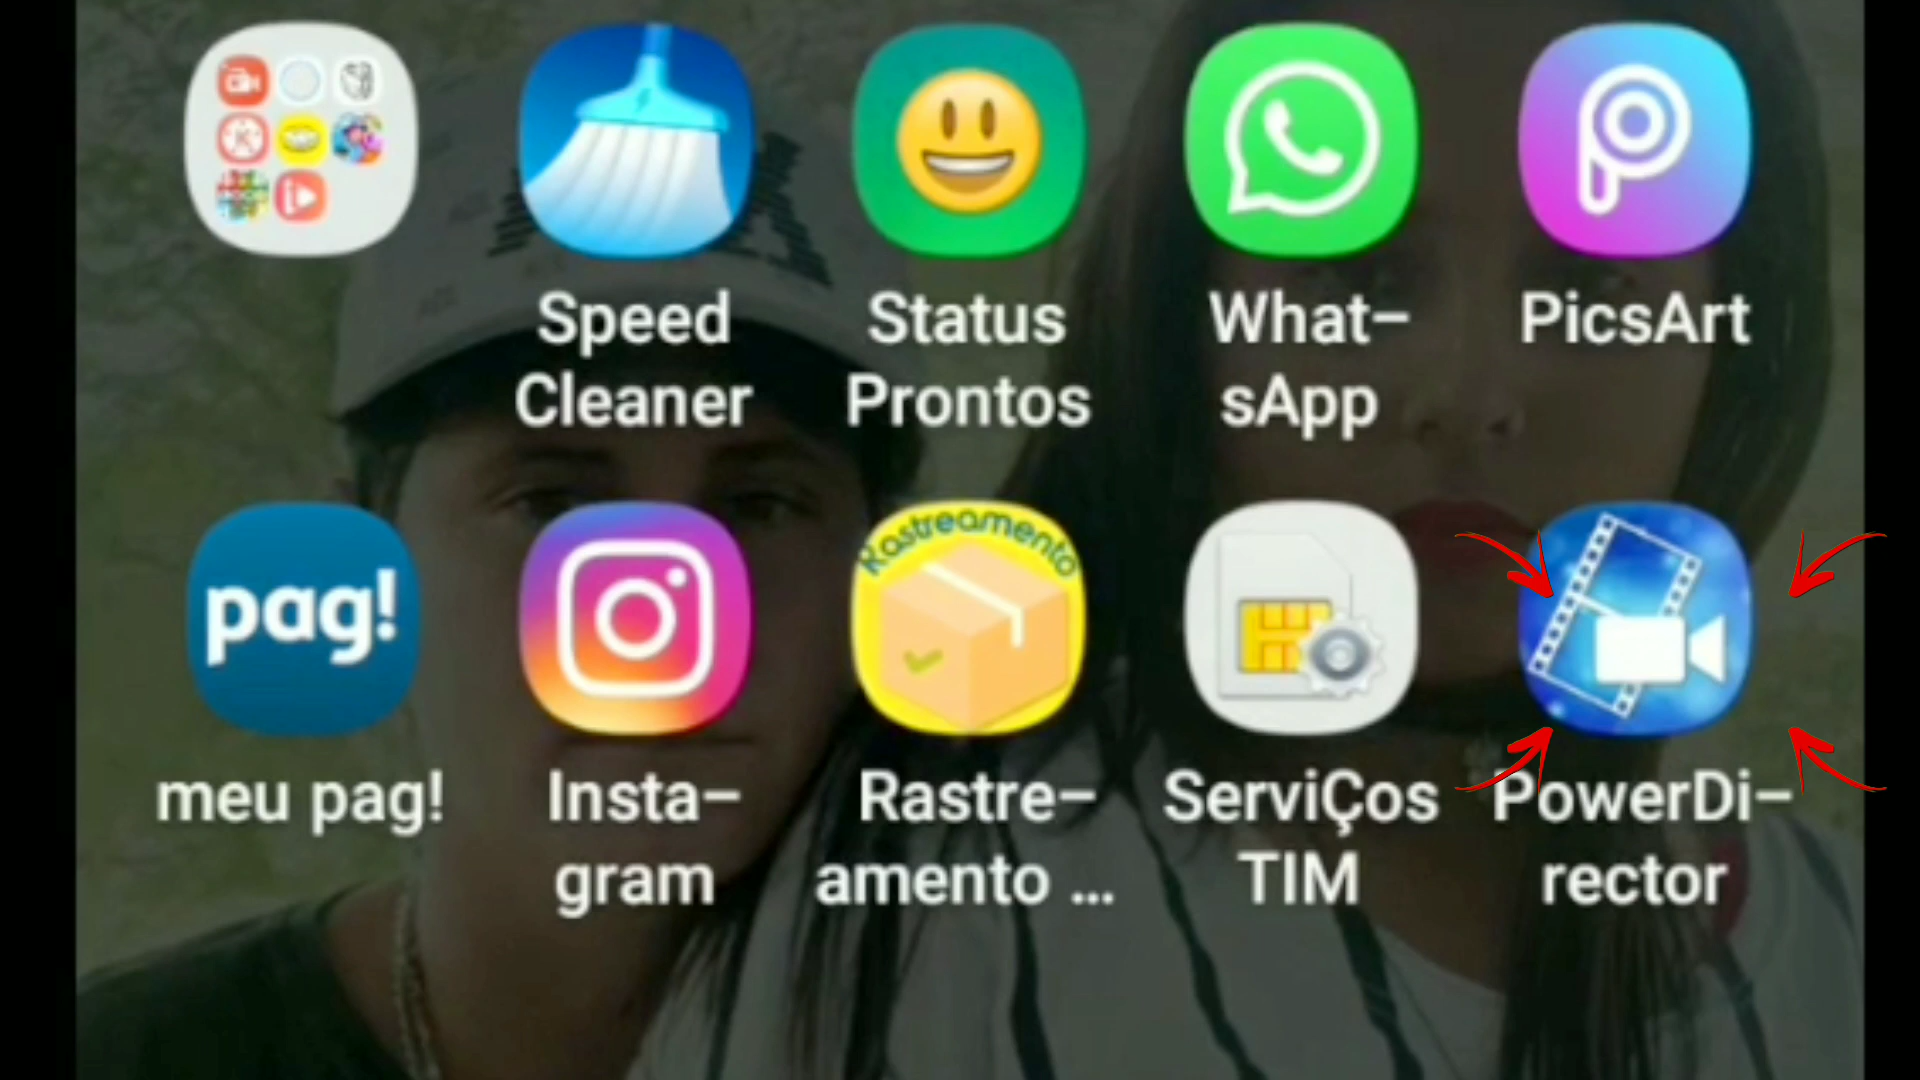 Speed
Cleaner
Status
Prontos
What-
sApp
PicsArt
pag!
Rastreamento
meu pag!
Insta-
gram
Rastre-
amento ...
ServiÇos
TIM
PowerDi-
rector